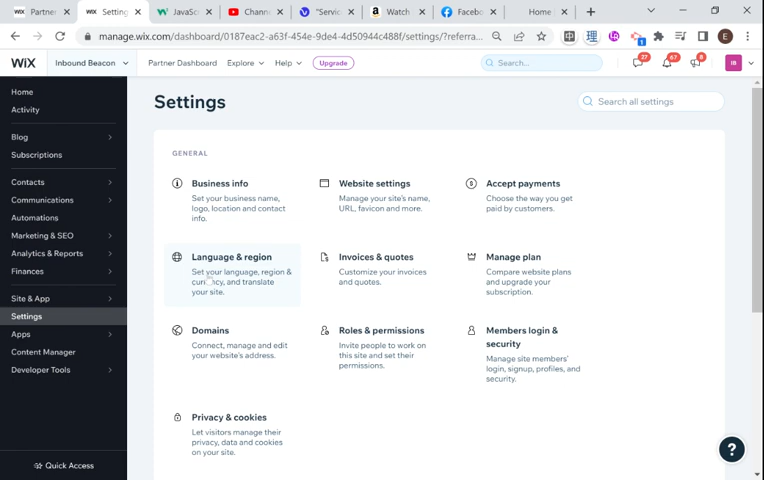 Partne
Settin
JavaSc
Chann
"Servic
Watch
Facebo
Home
manage.wix.com/dashboard/0187eac2-a63f-454e-9de4-4d50944c488f/settings/?referra...
1
E
WIX
Inbound Beacon
Partner Dashboard
Explore
Help
Upgrade
Search...
27
67
8
IB
Home
Activity
Blog
Subscriptions
Contacts
Communications
Automations
Marketing & SEO
Analytics & Reports
Finances
Site & App
Settings
Apps
Content Manager
Developer Tools
Quick Access
Settings
Search all settings
GENERAL
Business info
Set your business name,
logo, location and contact
info.
Website settings
Manage your site's name,
URL, favicon and more.
Accept payments
Choose the way you get
paid by customers.
Language & region
Set your language, region &
currency, and translate
your site.
Invoices & quotes
Customize your invoices
and quotes.
Manage plan
Compare website plans
and upgrade your
subscription.
Domains
Connect, manage and edit
your website's address.
Roles & permissions
Invite people to work on
this site and set their
permissions.
Members login &
security
Manage site members'
login, signup, profiles, and
security.
Privacy & cookies
Let visitors manage their
privacy, data and cookies
on your site.
?